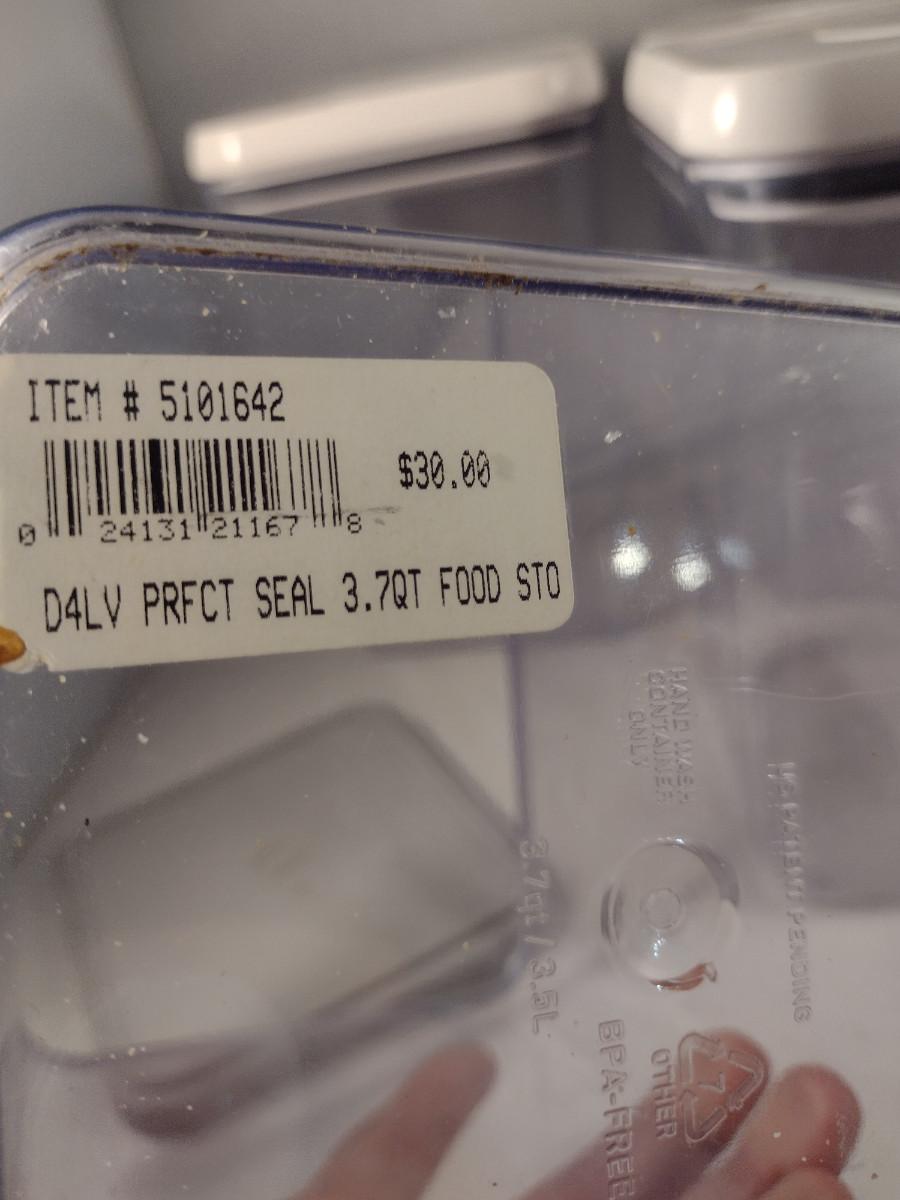 ITEM # 5101642
$30.00
0 24131 21167 8
D4LV PRFCT SEAL 3.7QT FOOD STO
HAND WASH
CONTAINER
ONLY
US PATENT PENDING
3.7qt / 3.5L
7
OTHER
BPA-FREE